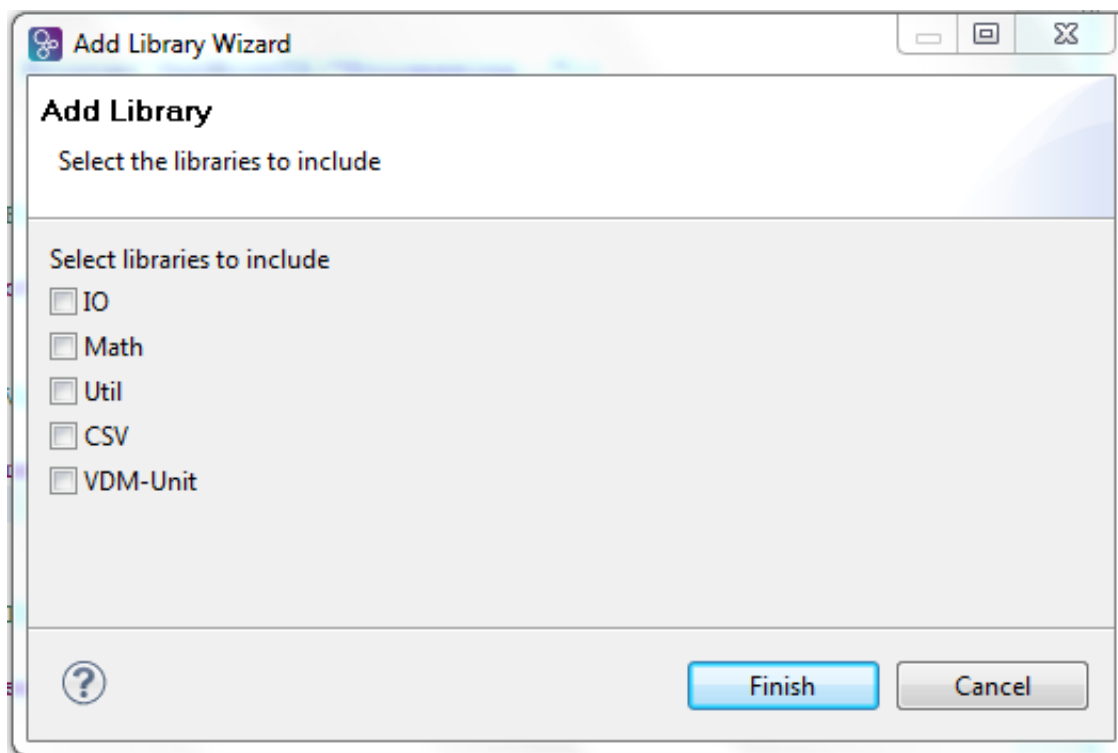 Add Library Wizard
Add Library
Select the libraries to include
Select libraries to include
IO
Math
Util
CSV
VDM-Unit
?
Finish
Cancel